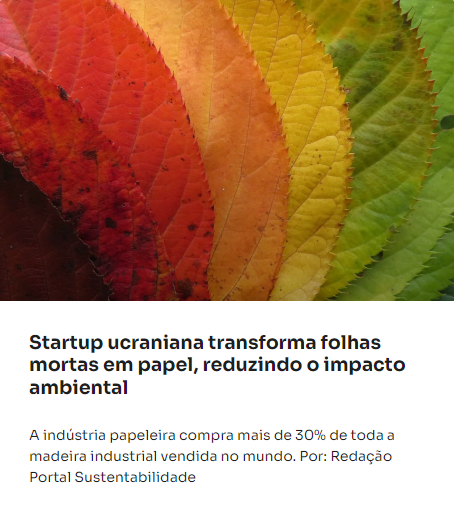 Startup ucraniana transforma folhas
mortas em papel, reduzindo o impacto
ambiental
A indústria papeleira compra mais de 30% de toda a
madeira industrial vendida no mundo. Por: Redação
Portal Sustentabilidade